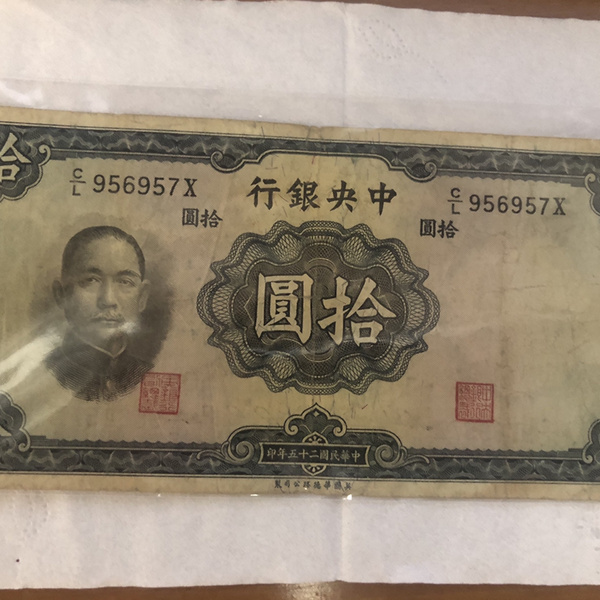 拾
C/L 956957X
中央銀行
C/L 956957X
拾圓
拾圓
拾圓
中華民國二十五年印